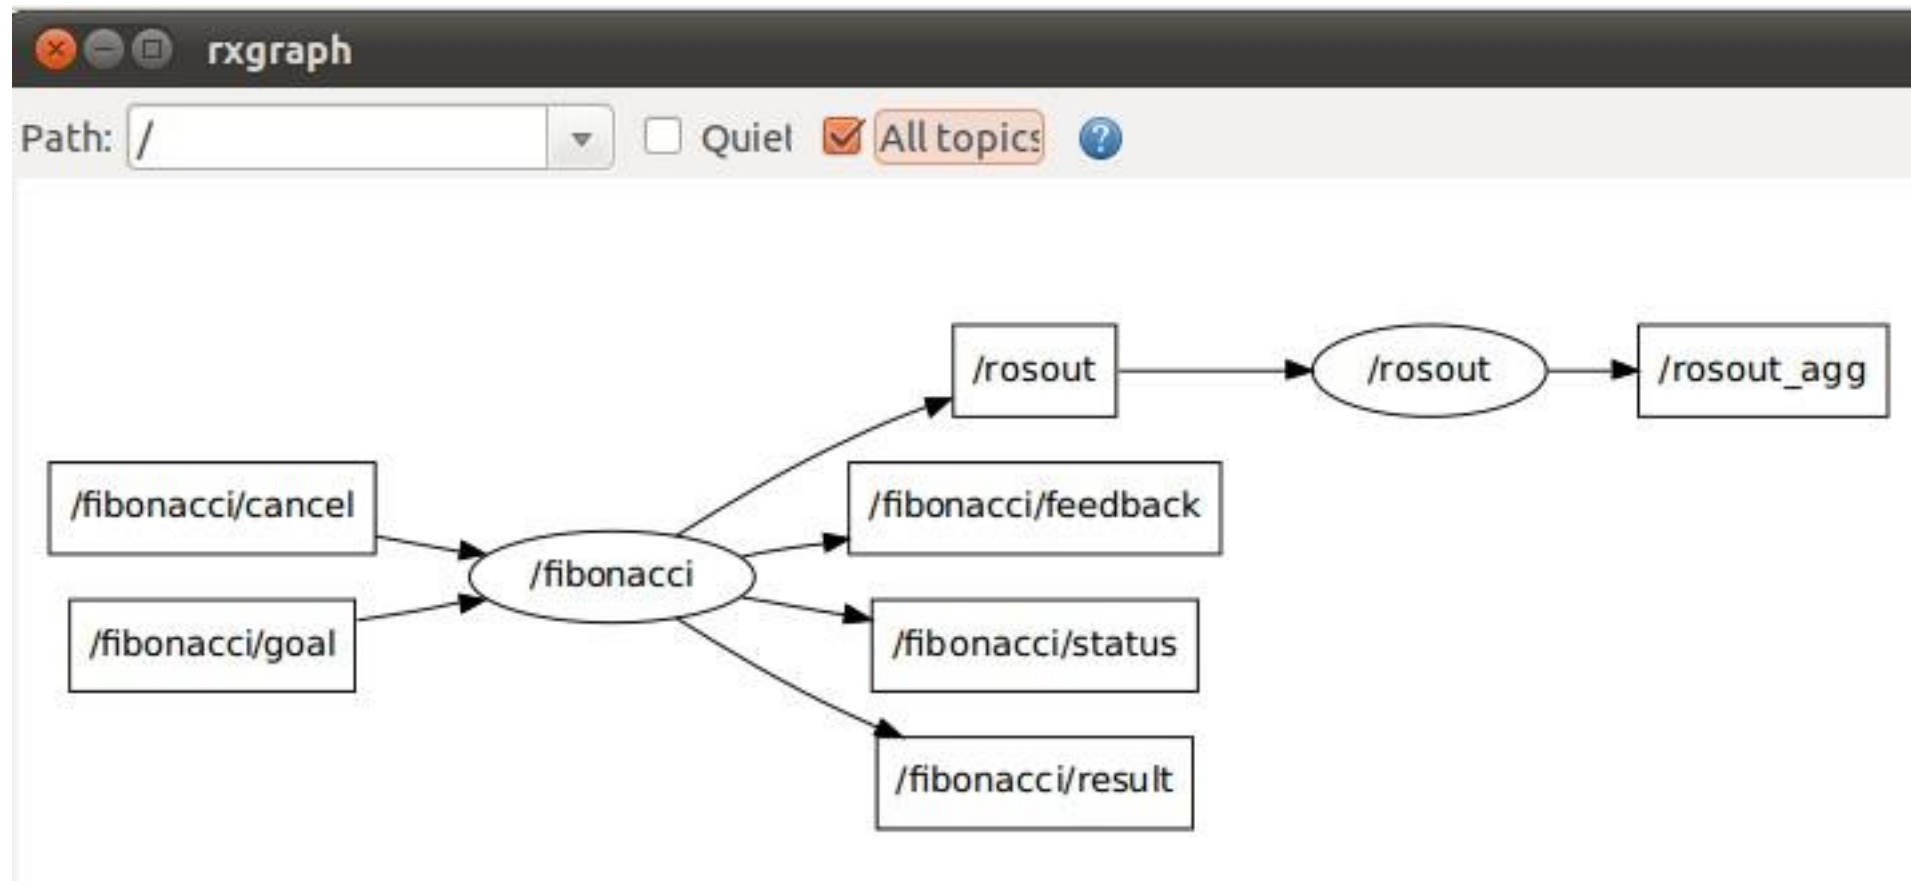 rxgraph
Path: / Quiet All topics ?
/rosout /rosout /rosout_agg
/fibonacci/cancel /fibonacci/feedback
/fibonacci
/fibonacci/goal /fibonacci/status
/fibonacci/result